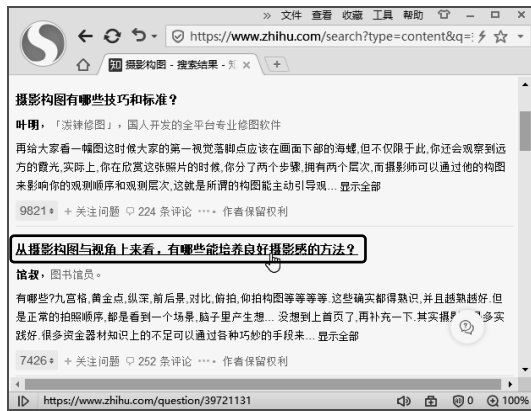 » 文件 查看 收藏 工具 帮助
https://www.zhihu.com/search?type=content&q=
知 摄影构图 - 搜索结果 -
摄影构图有哪些技巧和标准？
叶明，「泼辣修图」，国人开发的全平台专业修图软件
再给大家看一幅图这时候大家的第一视觉落脚点应该在画面下部的海螺,但不仅限于此,你还会观察到远
方的霞光,实际上,你在欣赏这张照片的时候,你分了两个步骤,拥有两个层次,而摄影师可以通过他的构图
来影响你的观测顺序和观测层次,这就是所谓的构图能主动引导观... 显示全部
9821 + 关注问题 224 条评论 ···· 作者保留权利
从摄影构图与视角上来看，有哪些能培养良好摄影感的方法？
馆叔，图书馆员。
有哪些?九宫格,黄金点,纵深,前后景,对比,俯拍,仰拍构图等等等等.这些确实都得熟识,并且越熟越好.但
是正常的拍照顺序,都是看到一个场景,脑子里产生想... 没想到上首页了,再补充一下.其实摄影 多实
践好.很多资金器材知识上的不足可以通过各种巧妙的手段来... 显示全部
7426 + 关注问题 252 条评论 ···· 作者保留权利
https://www.zhihu.com/question/39721131 0 100%